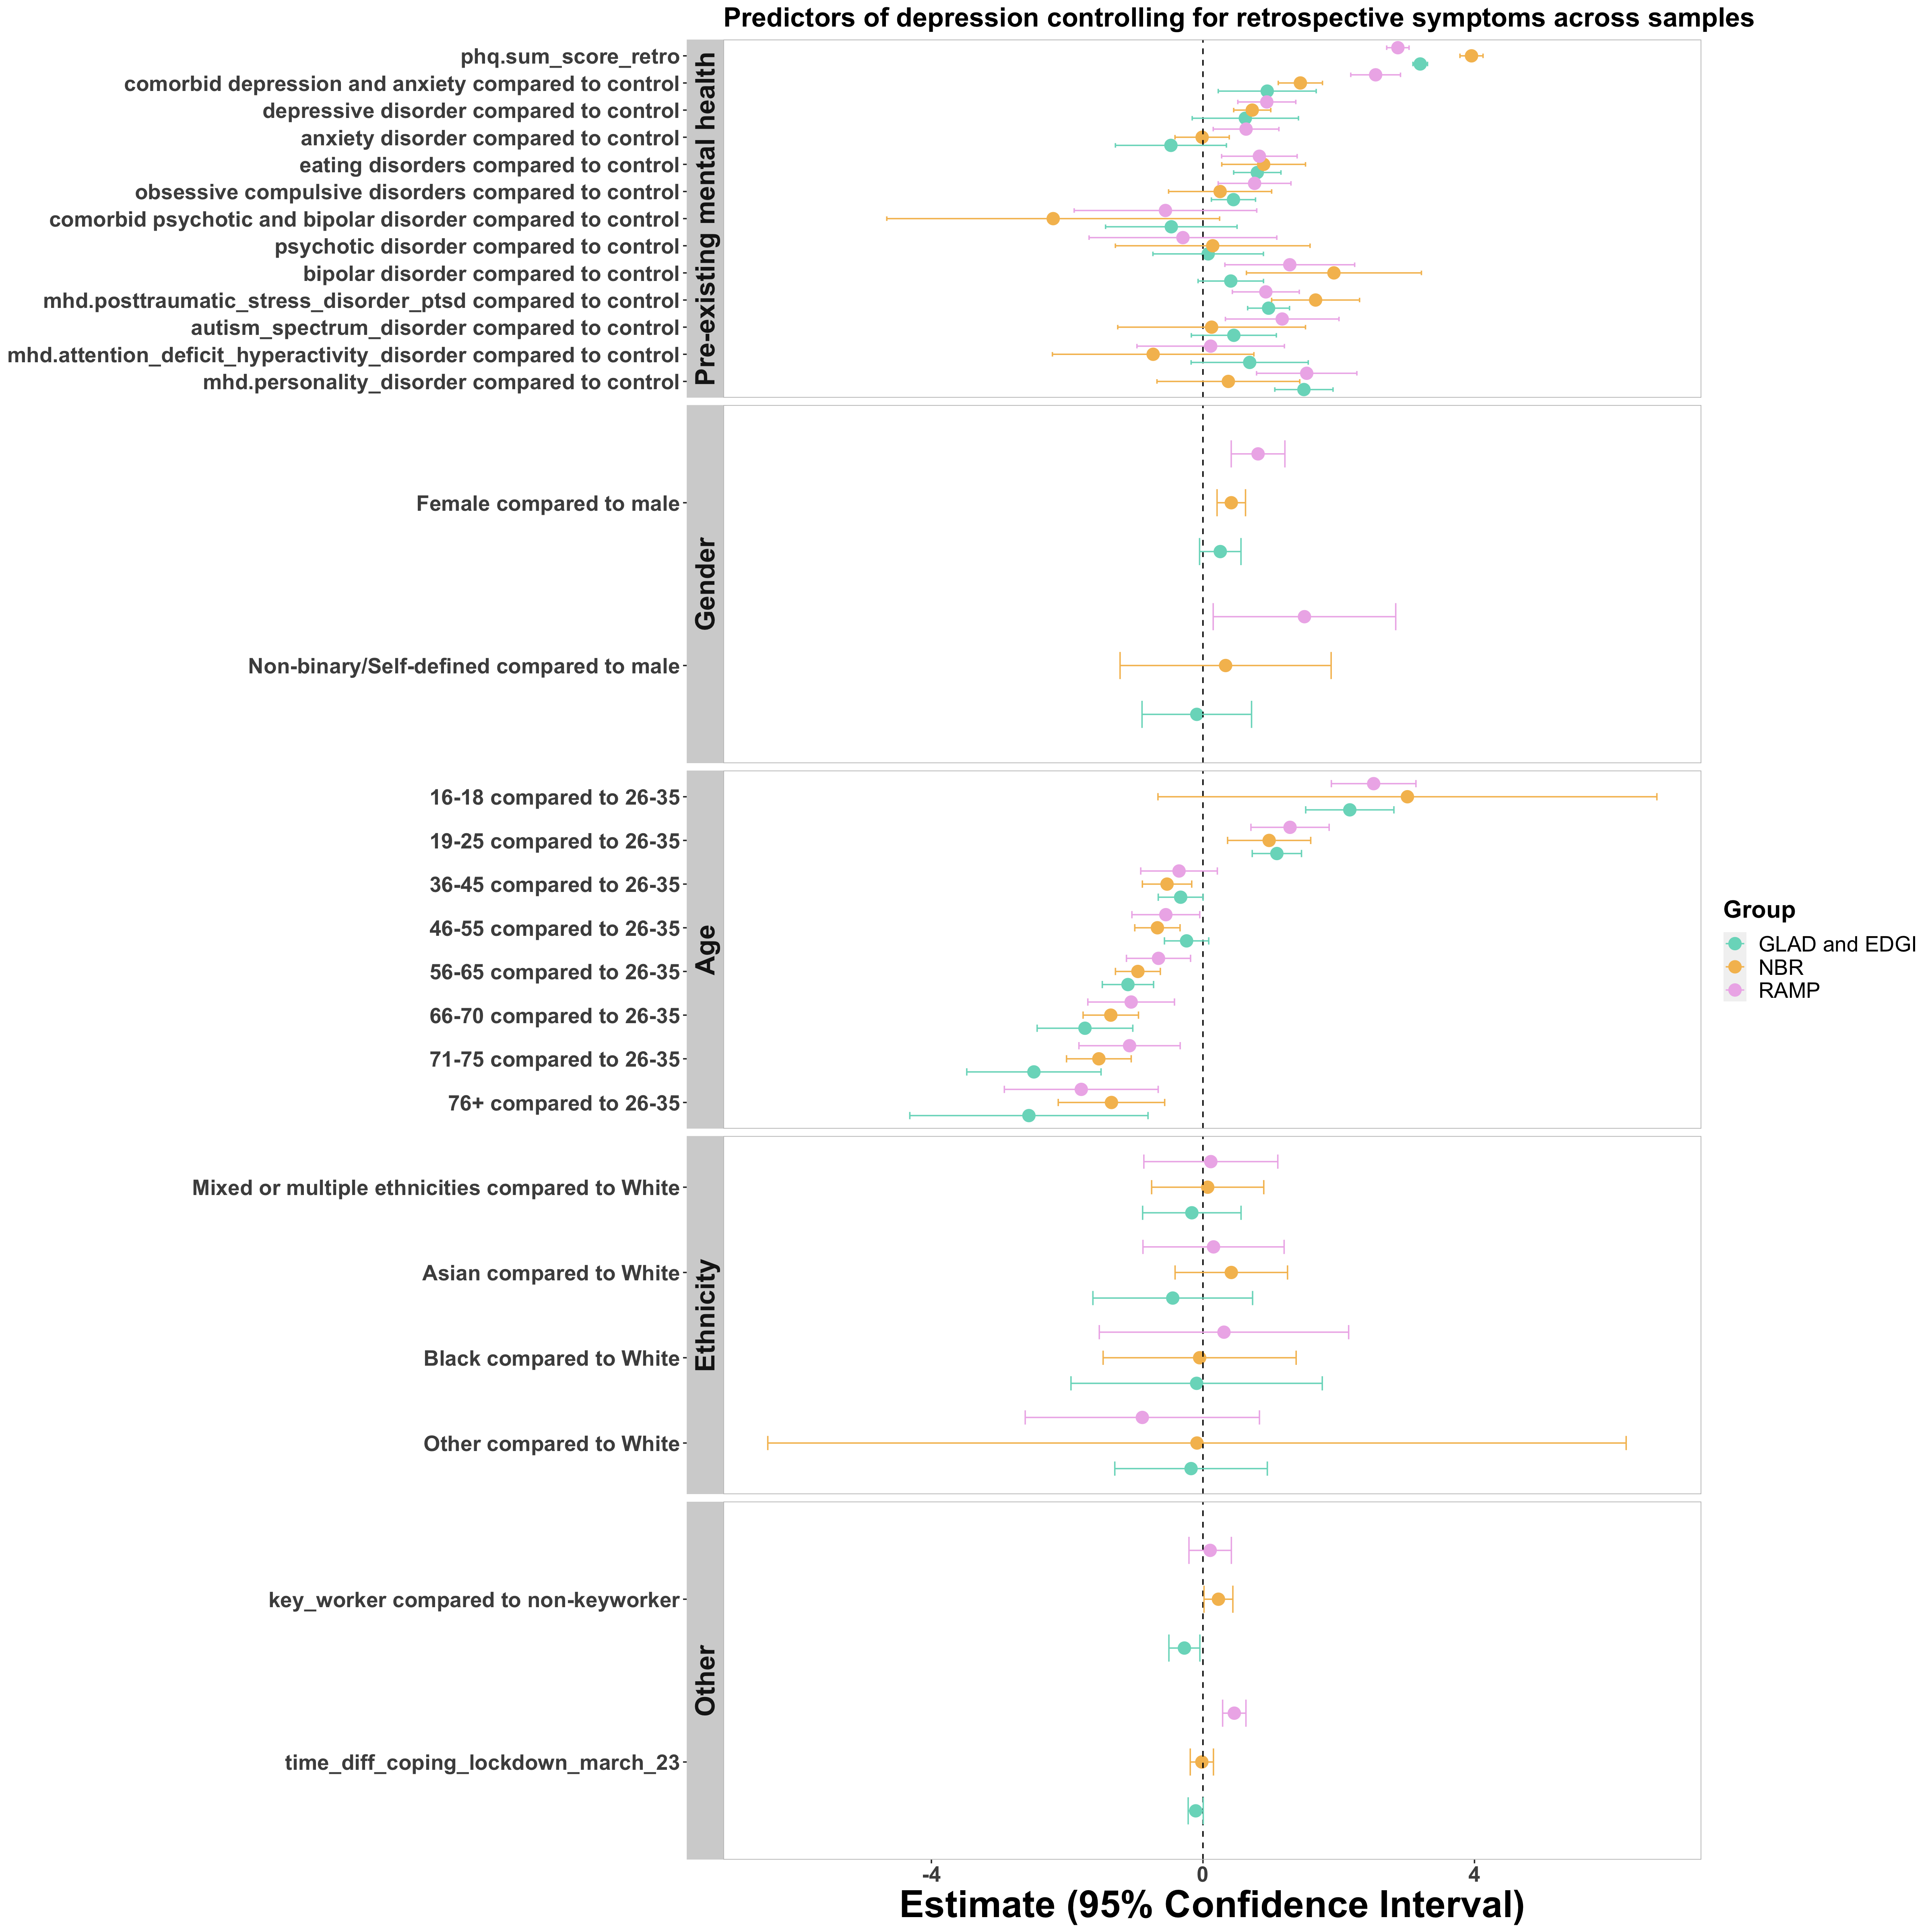 Predictors of depression controlling for retrospective symptoms across samples
Pre-existing mental health
phq.sum_score_retro
comorbid depression and anxiety compared to control
depressive disorder compared to control
anxiety disorder compared to control
eating disorders compared to control
obsessive compulsive disorders compared to control
comorbid psychotic and bipolar disorder compared to control
psychotic disorder compared to control
bipolar disorder compared to control
mhd.posttraumatic_stress_disorder_ptsd compared to control
autism_spectrum_disorder compared to control
mhd.attention_deficit_hyperactivity_disorder compared to control
mhd.personality_disorder compared to control
Gender
Female compared to male
Non-binary/Self-defined compared to male
Age
16-18 compared to 26-35
19-25 compared to 26-35
36-45 compared to 26-35
46-55 compared to 26-35
56-65 compared to 26-35
66-70 compared to 26-35
71-75 compared to 26-35
76+ compared to 26-35
Ethnicity
Mixed or multiple ethnicities compared to White
Asian compared to White
Black compared to White
Other compared to White
Other
key_worker compared to non-keyworker
time_diff_coping_lockdown_march_23
-4 0 4
Estimate (95% Confidence Interval)
Group
GLAD and EDGI
NBR
RAMP